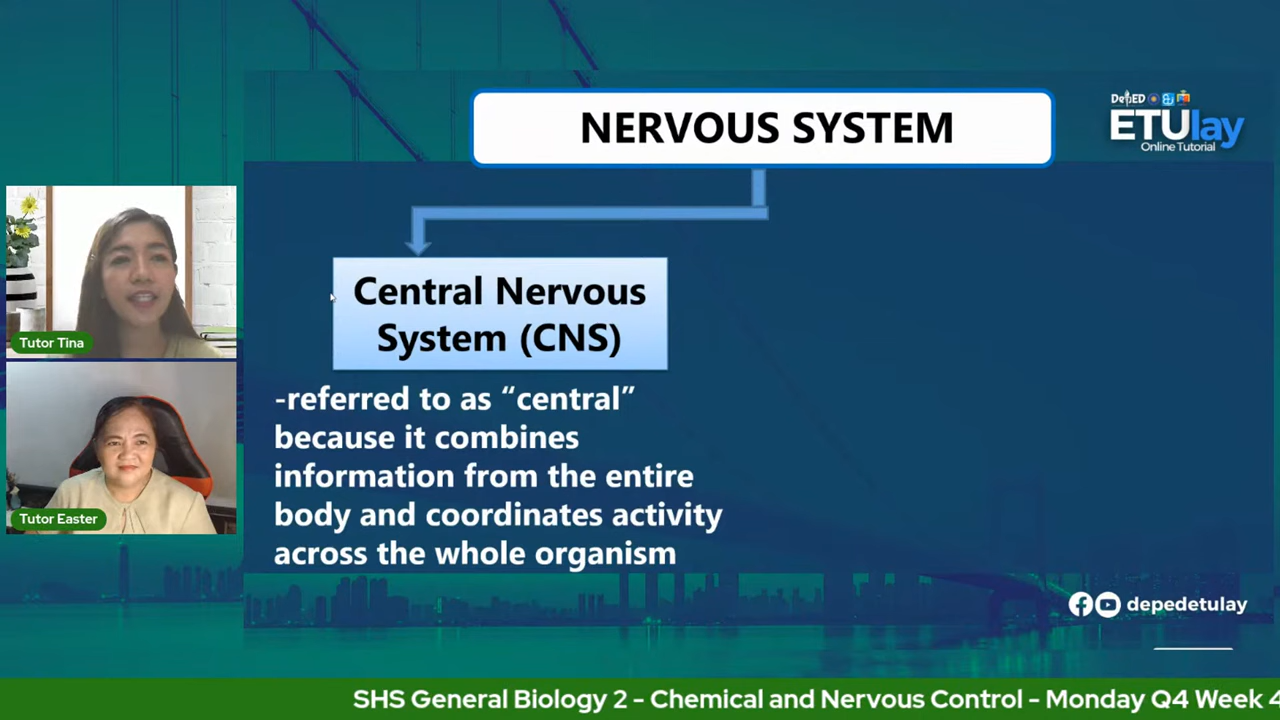 NERVOUS SYSTEM
DepED
ETUlay
Online Tutorial
Central Nervous
System (CNS)
-referred to as “central”
because it combines
information from the entire
body and coordinates activity
across the whole organism
Tutor Tina
Tutor Easter
depedetulay
SHS General Biology 2 - Chemical and Nervous Control - Monday Q4 Week 4